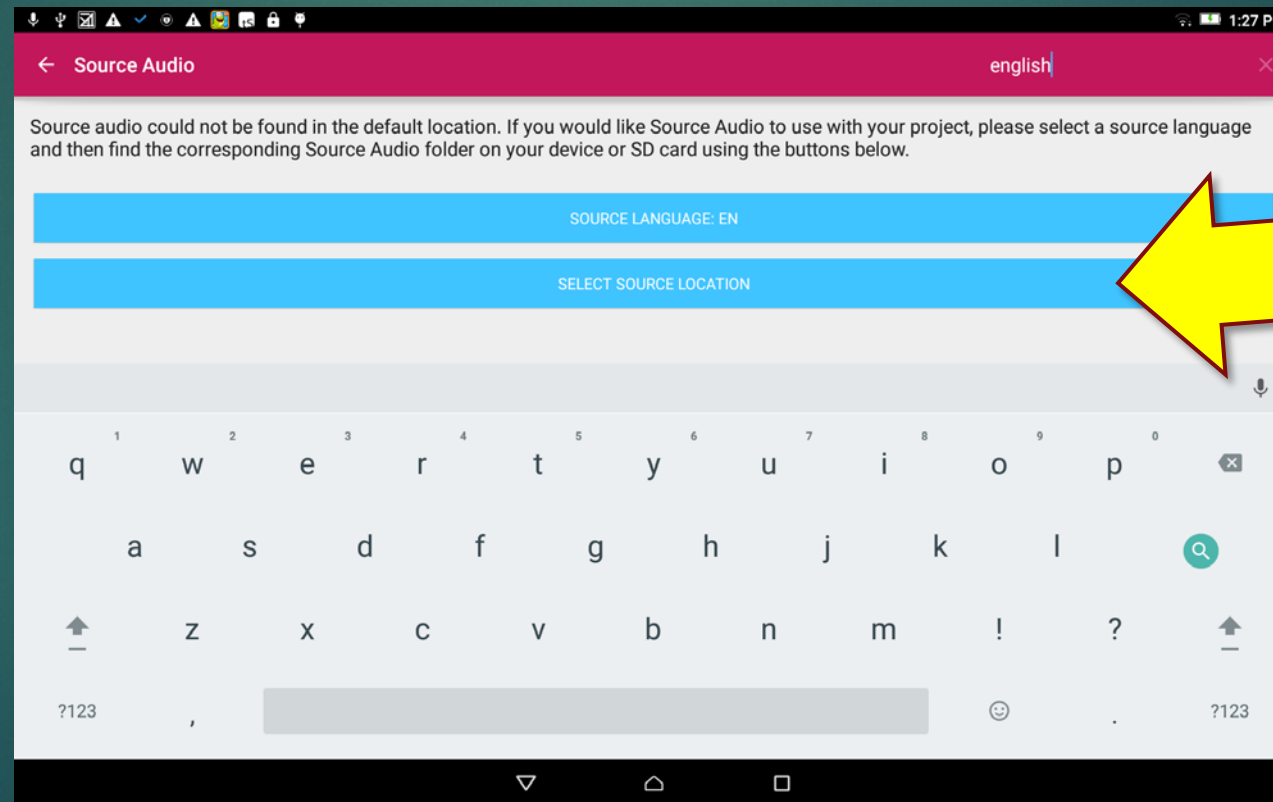 1:27 P
Source Audio
english
Source audio could not be found in the default location. If you would like Source Audio to use with your project, please select a source language
and then find the corresponding Source Audio folder on your device or SD card using the buttons below.
SOURCE LANGUAGE: EN
SELECT SOURCE LOCATION
1 2 3 4 5 6 7 8 9 0
q w e r t y u i o p
a s d f g h j k l
z x c v b n m ! ?
?123 , . ?123